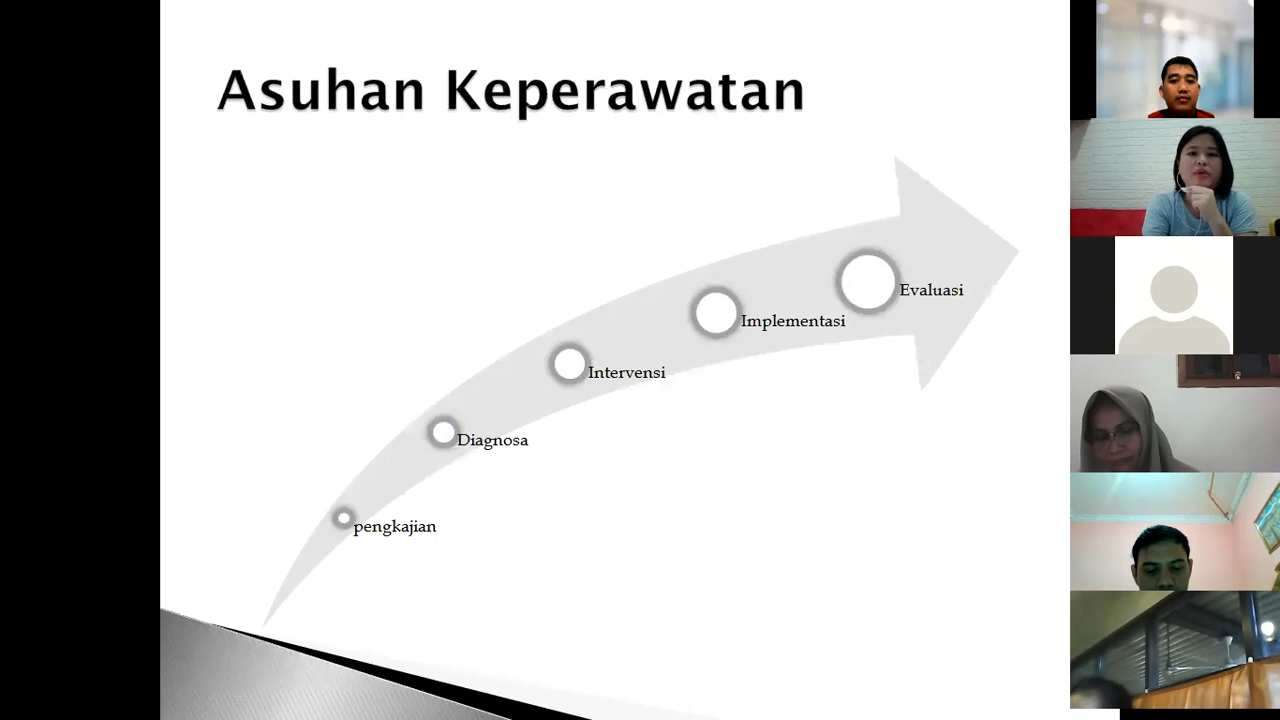 Asuhan Keperawatan
Evaluasi
Implementasi
Intervensi
Diagnosa
pengkajian